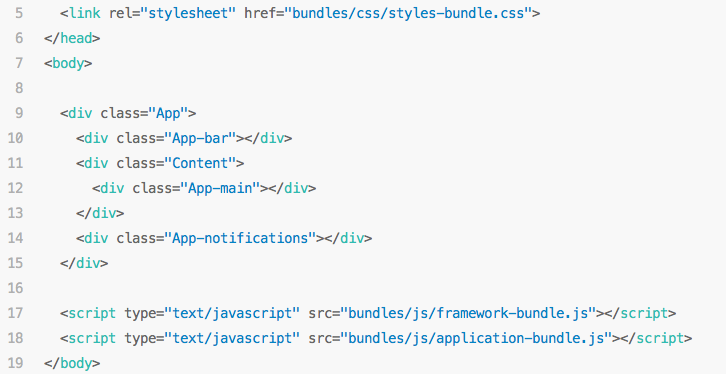 5 <link rel="stylesheet" href="bundles/css/styles-bundle.css">
6 </head>
7 <body>
8
9 <div class="App">
10 <div class="App-bar"></div>
11 <div class="Content">
12 <div class="App-main"></div>
13 </div>
14 <div class="App-notifications"></div>
15 </div>
16
17 <script type="text/javascript" src="bundles/js/framework-bundle.js"></script>
18 <script type="text/javascript" src="bundles/js/application-bundle.js"></script>
19 </body>